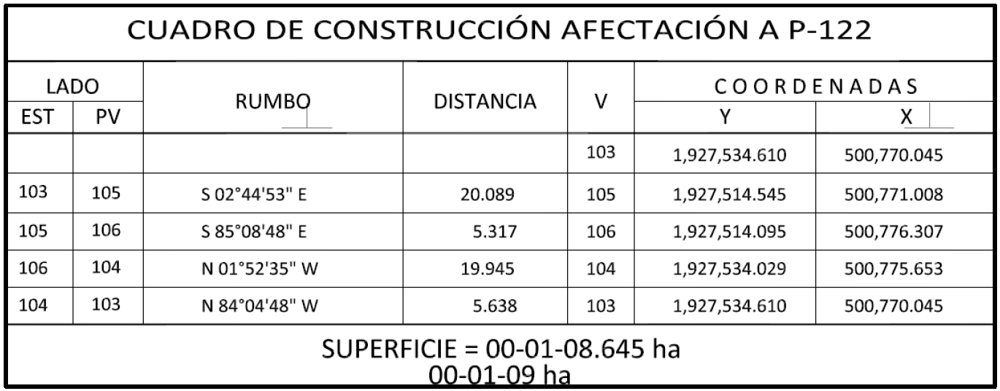 CUADRO DE CONSTRUCCIÓN AFECTACIÓN A P-122
LADO RUMBO DISTANCIA V COORDENADAS
EST PV Y X
103 1,927,534.610 500,770.045
103 105 S 02°44'53" E 20.089 105 1,927,514.545 500,771.008
105 106 S 85°08'48" E 5.317 106 1,927,514.095 500,776.307
106 104 N 01°52'35" W 19.945 104 1,927,534.029 500,775.653
104 103 N 84°04'48" W 5.638 103 1,927,534.610 500,770.045
SUPERFICIE = 00-01-08.645 ha
00-01-09 ha